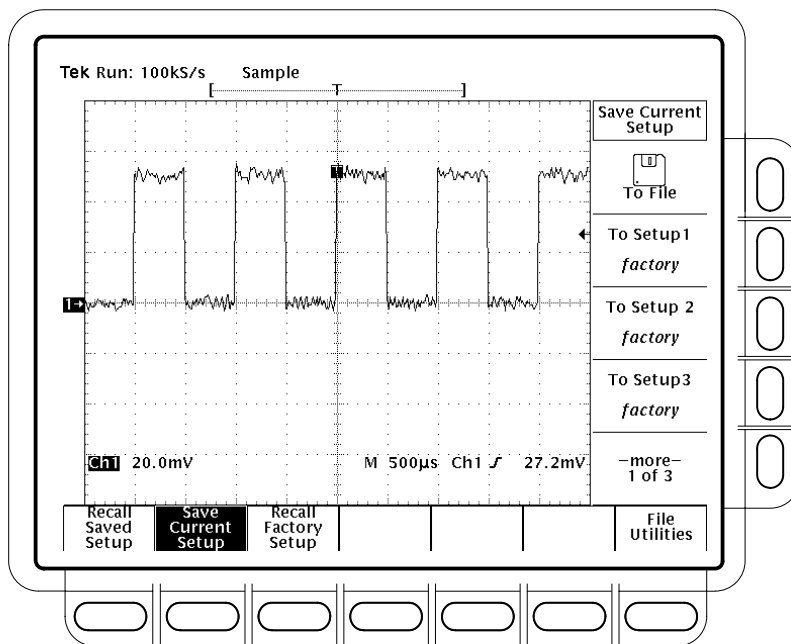 Tek Run: 100kS/s Sample
[ T ]
Save Current
Setup
To File
To Setup1
factory
To Setup 2
factory
To Setup3
factory
–more–
1 of 3
T
1→
Ch1 20.0mV M 500µs Ch1 27.2mV
Recall
Saved
Setup
Save
Current
Setup
Recall
Factory
Setup
File
Utilities